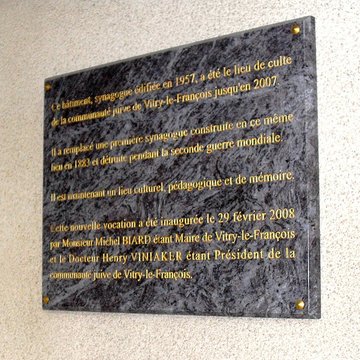 Ce bâtiment, synagogue édifiée en 1957, a été le lieu de culte
de la communauté juive de Vitry-le-François jusqu'en 2007.
Il a remplacé une première synagogue construite en ce même
lieu en 1883 et détruite pendant la seconde guerre mondiale.
Il est maintenant un lieu culturel, pédagogique et de mémoire.
Cette nouvelle vocation a été inaugurée le 29 février 2008
par Monsieur Michel BIARD étant Maire de Vitry-le-François
et le Docteur Henry VINIAKER étant Président de la
communauté juive de Vitry-le-François.